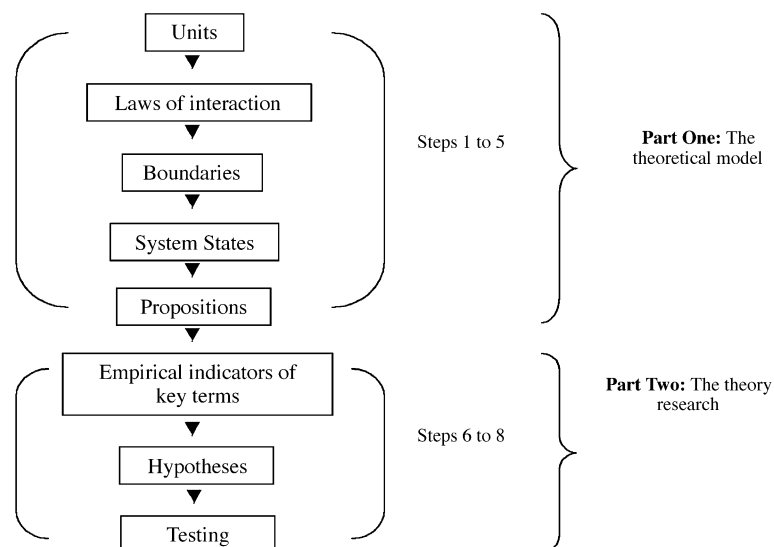 Units
Laws of interaction
Boundaries
System States
Propositions
Steps 1 to 5
Part One: The
theoretical model
Empirical indicators of
key terms
Hypotheses
Testing
Steps 6 to 8
Part Two: The theory
research